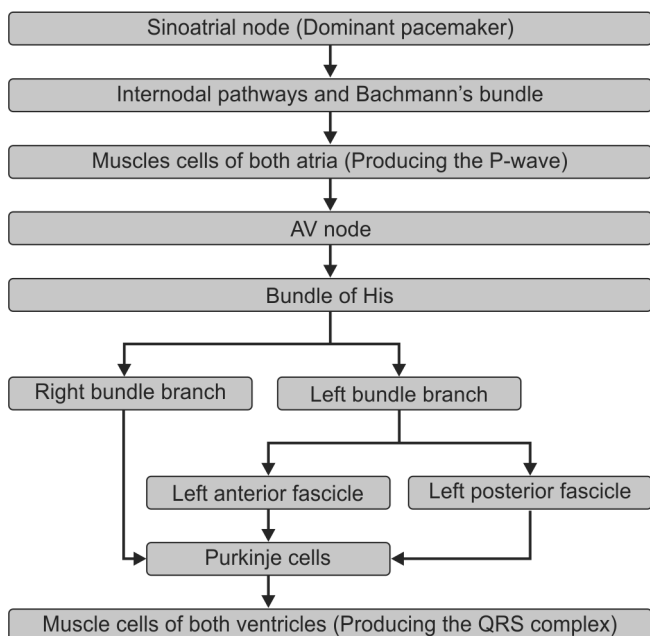 Sinoatrial node (Dominant pacemaker)
Internodal pathways and Bachmann's bundle
Muscles cells of both atria (Producing the P-wave)
AV node
Bundle of His
Right bundle branch
Left bundle branch
Left anterior fascicle
Left posterior fascicle
Purkinje cells
Muscle cells of both ventricles (Producing the QRS complex)